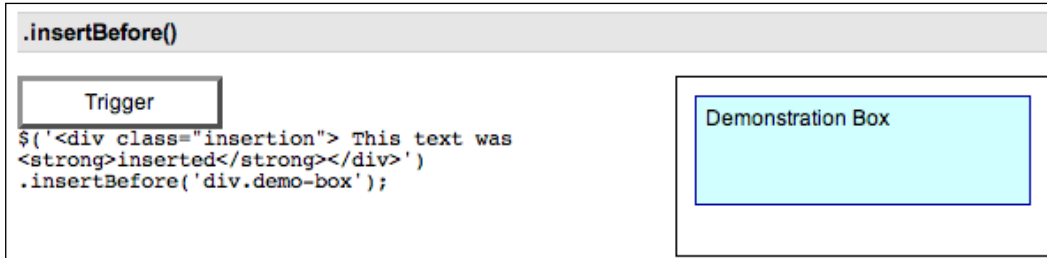 .insertBefore()
Trigger
$('<div class="insertion"> This text was
<strong>inserted</strong></div>')
.insertBefore('div.demo-box');
Demonstration Box